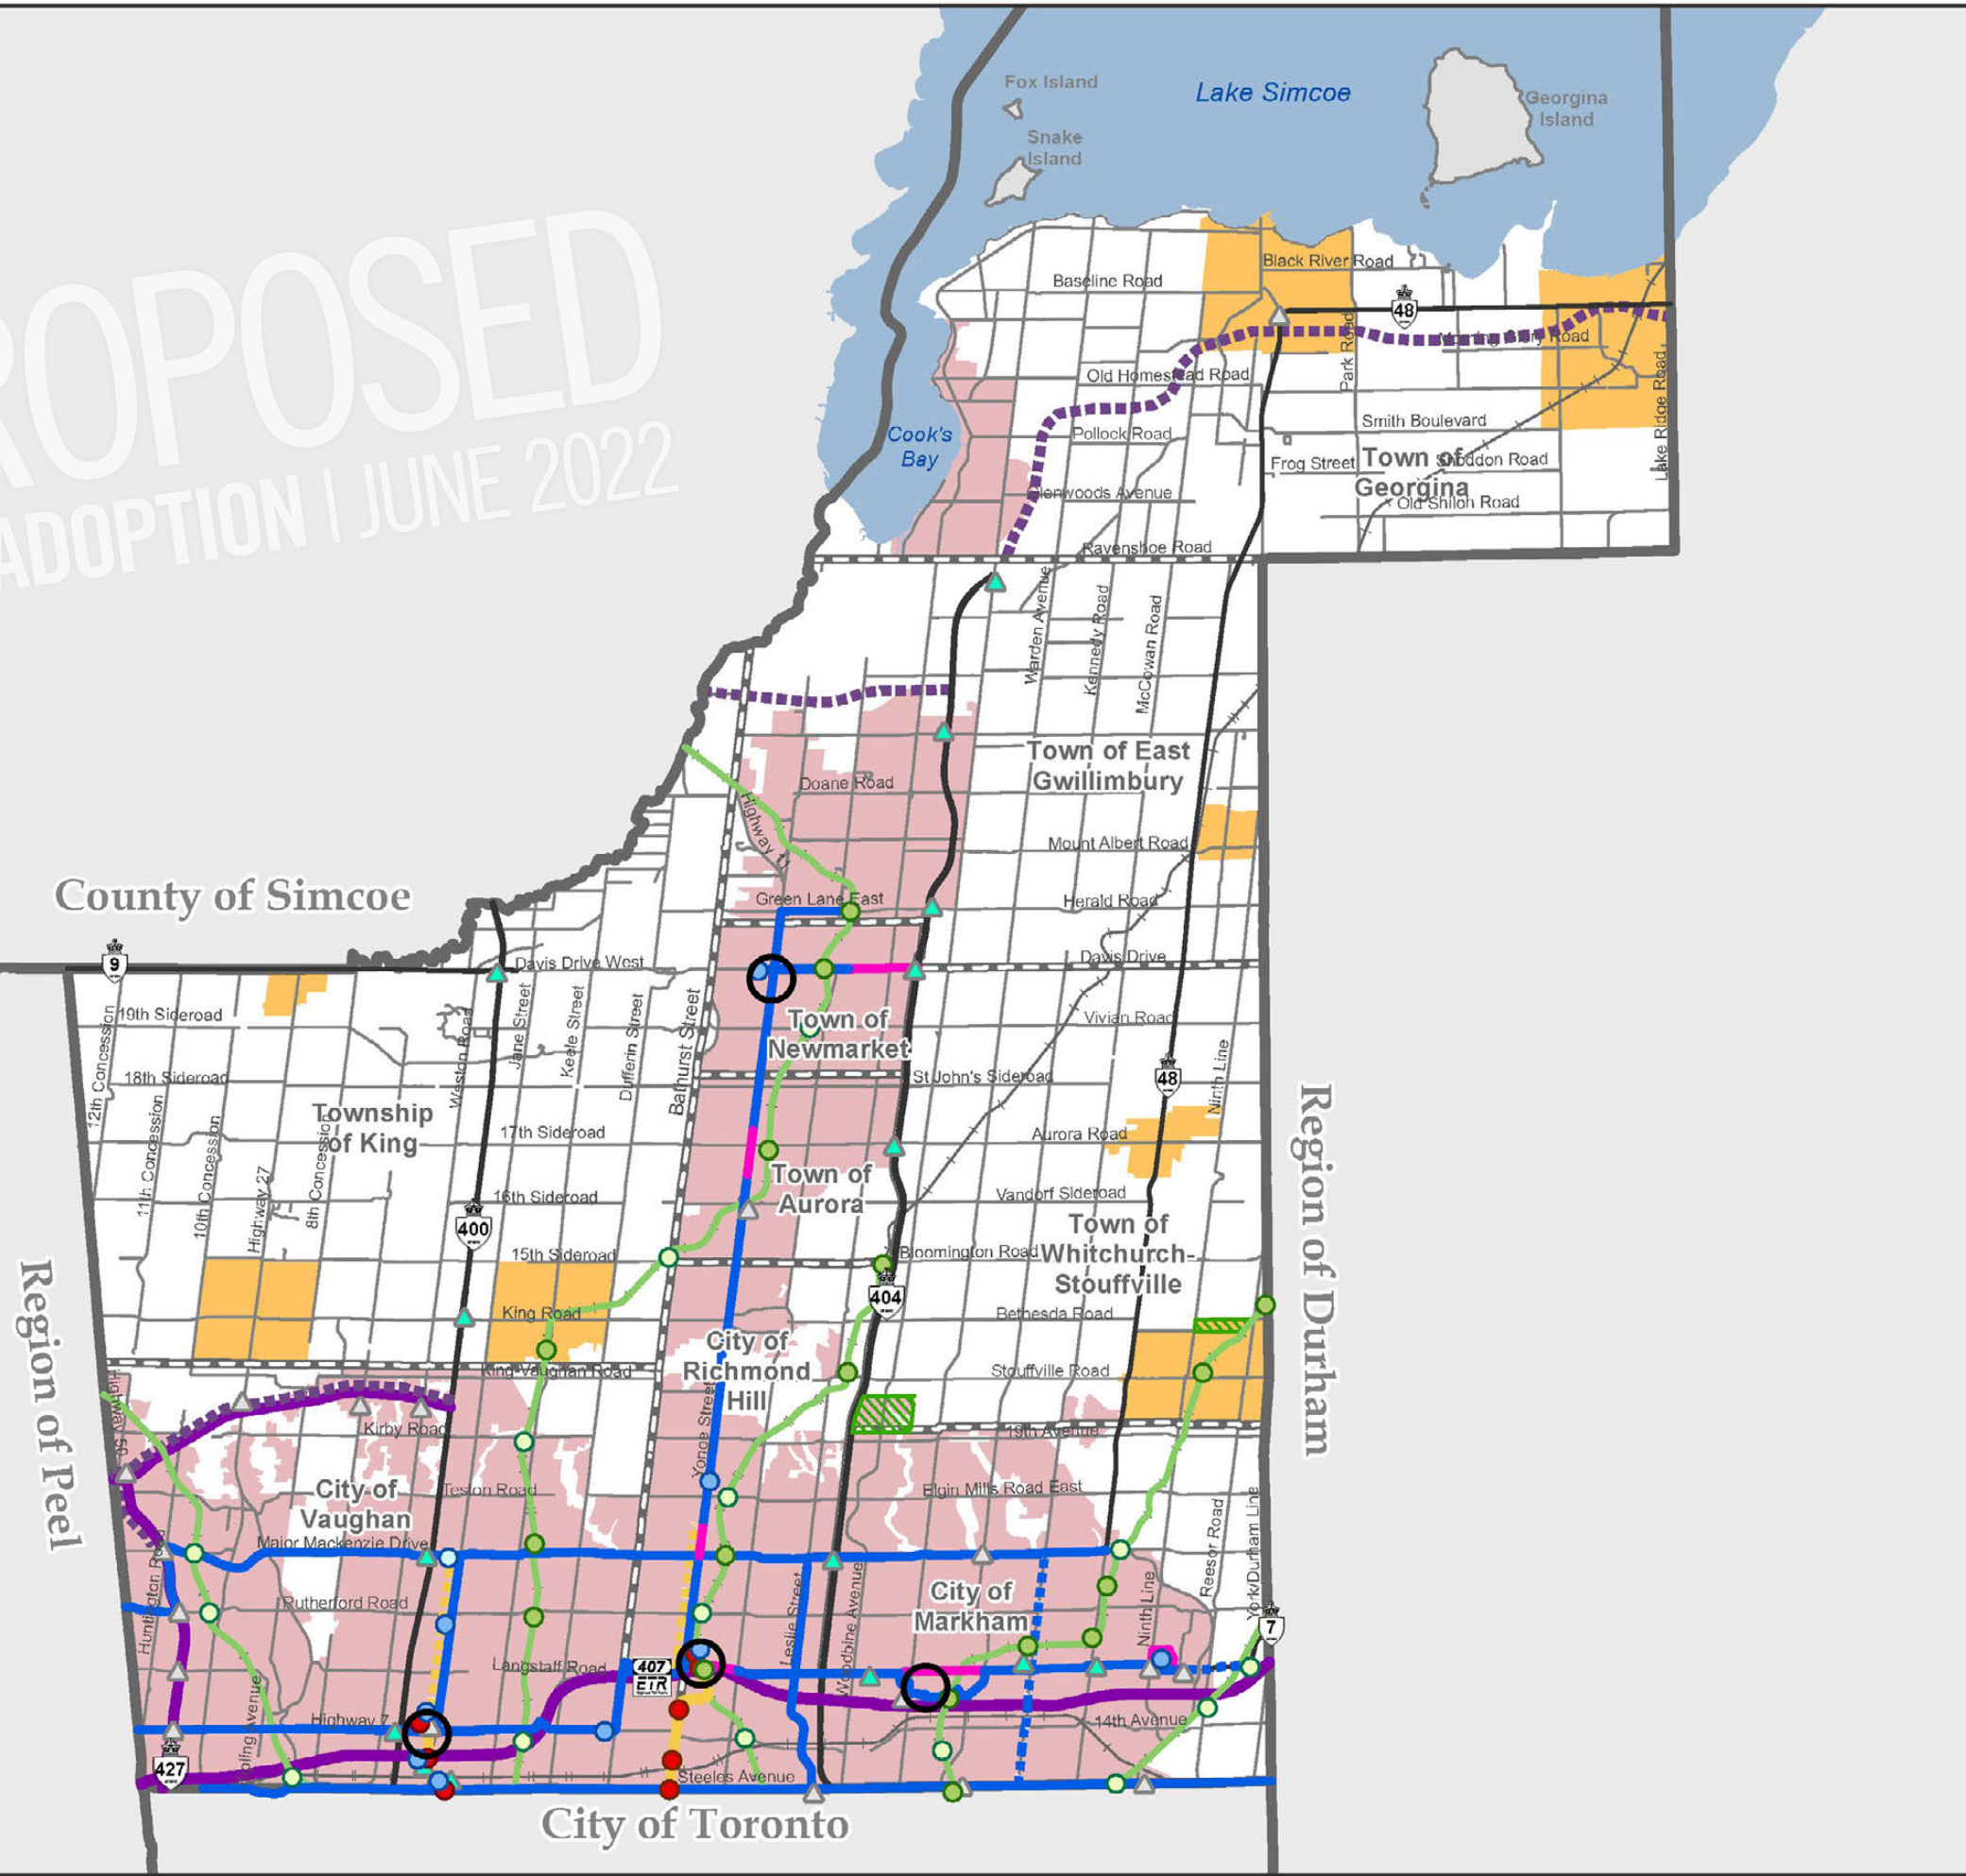 Fox Island
Lake Simcoe
Georgina
Island
Snake
Island
ROPOSED
ADOPTION | JUNE 2022
Black River Road
Baseline Road
48
Road
Old Homestead Road
Park Road
Lake Ridge Road
Cook's
Bay
Pollock Road
Smith Boulevard
Frog Street
Town of
Georgina
Road
Glenwoods Avenue
Old Shiloh Road
Ravenshoe Road
Warden Avenue
Kennedy Road
McCowan Road
Town of East
Gwillimbury
Doane Road
Highway 11
Mount Albert Road
County of Simcoe
Green Lane East
Herald Road
9
Davis Drive West
Davis Drive
19th Sideroad
12th Concession
Weston Road
Jane Street
Keele Street
Dufferin Street
Bathurst Street
Town of
Newmarket
Vivian Road
18th Sideroad
St John's Sideroad
48
Ninth Line
Township
of King
11th Concession
10th Concession
Highway 27
8th Concession
17th Sideroad
Aurora Road
Town of
Aurora
16th Sideroad
Vandorf Sideroad
400
15th Sideroad
Bloomington Road
Town of
Whitchurch-
Stouffville
404
King Road
Bethesda Road
Region of Peel
Region of Durham
City of
Richmond
Hill
King-Vaughan Road
Stouffville Road
Highway 50
Kirby Road
19th Avenue
Yonge Street
City of
Vaughan
Teston Road
Elgin Mills Road East
Major Mackenzie Drive
Reesor Road
York/Durham Line
Huntington Road
Rutherford Road
Leslie Street
Woodbine Avenue
City of
Markham
Ninth Line
7
Langstaff Road
407
ETR
Highway 7
14th Avenue
427
Steeles Avenue
City of Toronto